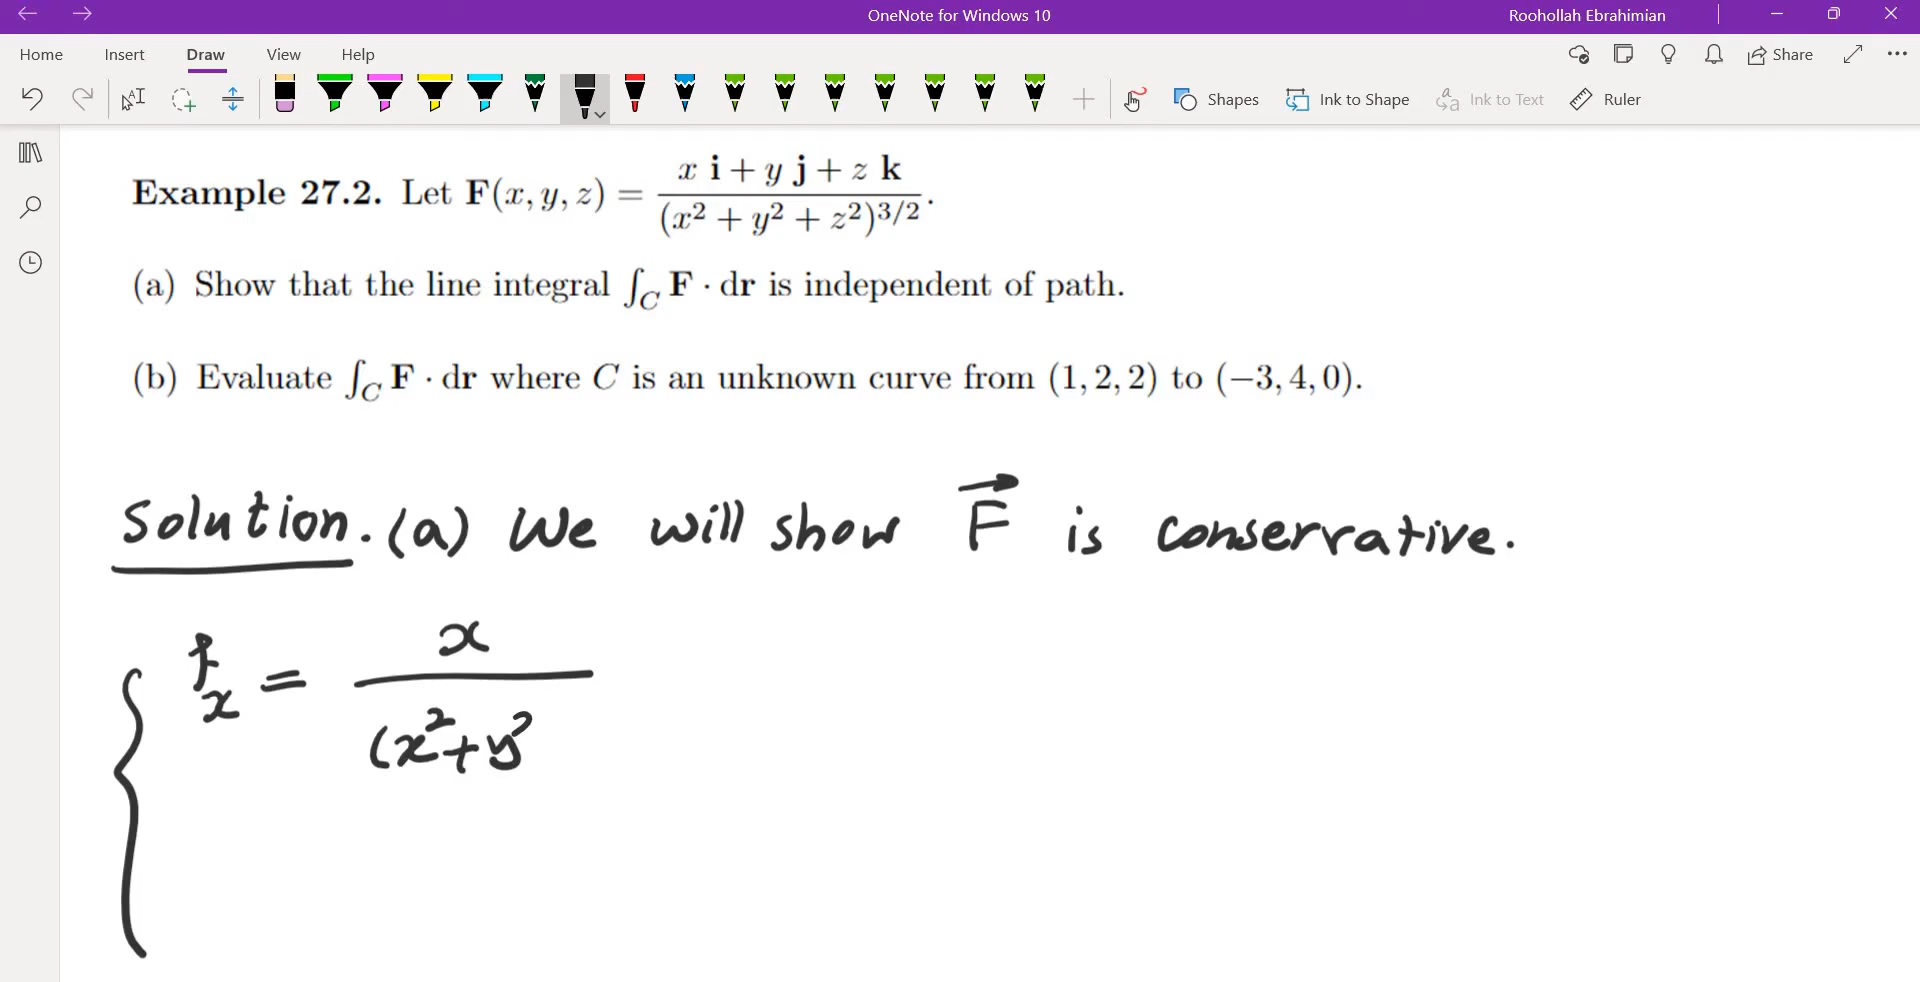 OneNote for Windows 10
Roohollah Ebrahimian
Home Insert Draw View Help
Share
Shapes Ink to Shape Ink to Text Ruler
Example 27.2. Let F(x, y, z) = (x i + y j + z k) / (x² + y² + z²)^{3/2}.
(a) Show that the line integral ∫_C F · dr is independent of path.
(b) Evaluate ∫_C F · dr where C is an unknown curve from (1, 2, 2) to (−3, 4, 0).
Solution. (a) We will show F⃗ is conservative.
{ f_x = x / (x² + y²